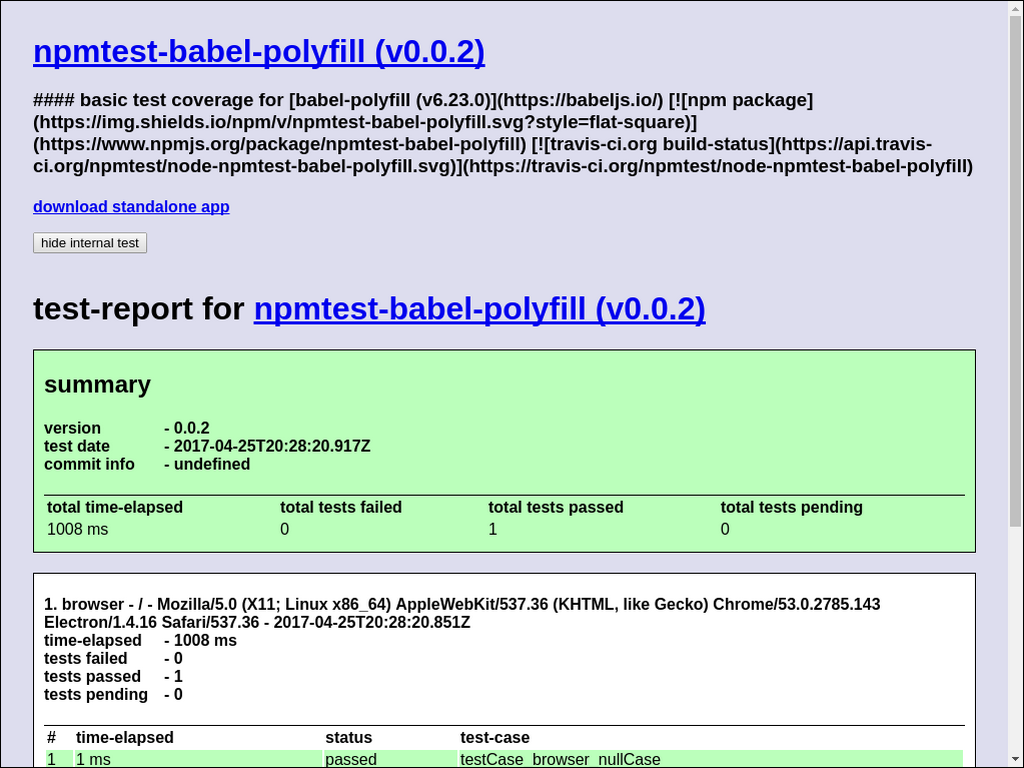 npmtest-babel-polyfill (v0.0.2)
#### basic test coverage for [babel-polyfill (v6.23.0)](https://babeljs.io/) [![npm package]
(https://img.shields.io/npm/v/npmtest-babel-polyfill.svg?style=flat-square)]
(https://www.npmjs.org/package/npmtest-babel-polyfill) [![travis-ci.org build-status](https://api.travis-
ci.org/npmtest/node-npmtest-babel-polyfill.svg)](https://travis-ci.org/npmtest/node-npmtest-babel-polyfill)
download standalone app
hide internal test
test-report for npmtest-babel-polyfill (v0.0.2)
summary
version - 0.0.2
test date - 2017-04-25T20:28:20.917Z
commit info - undefined
total time-elapsed total tests failed total tests passed total tests pending
1008 ms 0 1 0
1. browser - / - Mozilla/5.0 (X11; Linux x86_64) AppleWebKit/537.36 (KHTML, like Gecko) Chrome/53.0.2785.143
Electron/1.4.16 Safari/537.36 - 2017-04-25T20:28:20.851Z
time-elapsed - 1008 ms
tests failed - 0
tests passed - 1
tests pending - 0
# time-elapsed status test-case
1 1 ms passed testCase_browser_nullCase